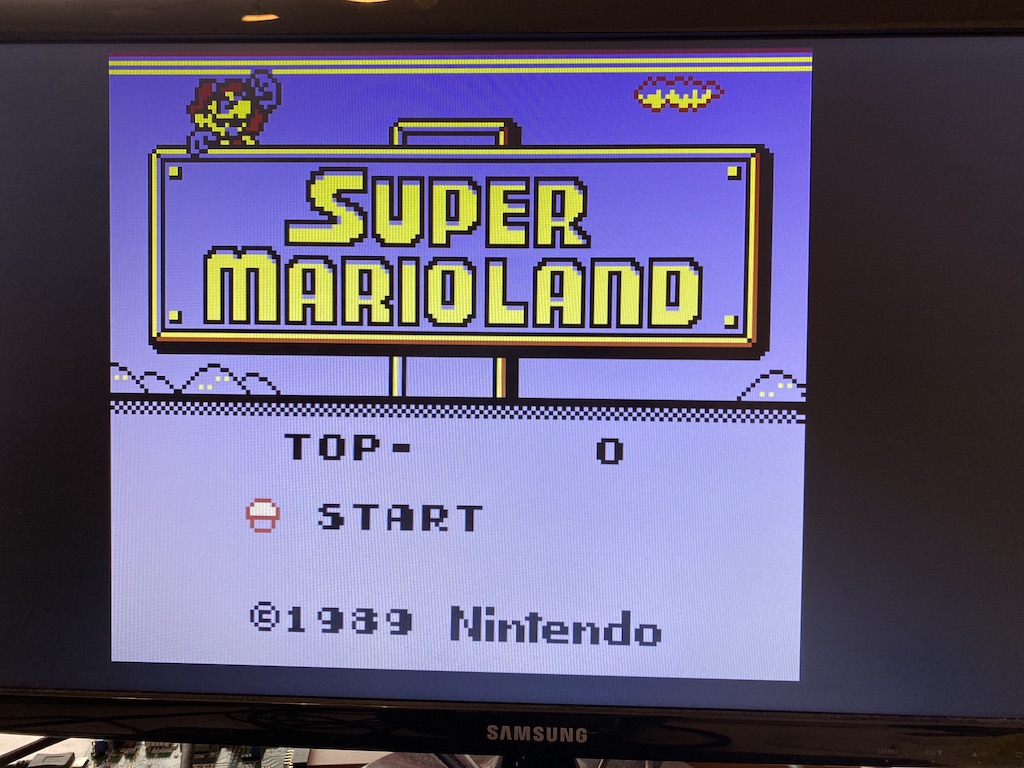 SUPER
MARIOLAND
TOP- 0
START
©1989 Nintendo
SAMSUNG